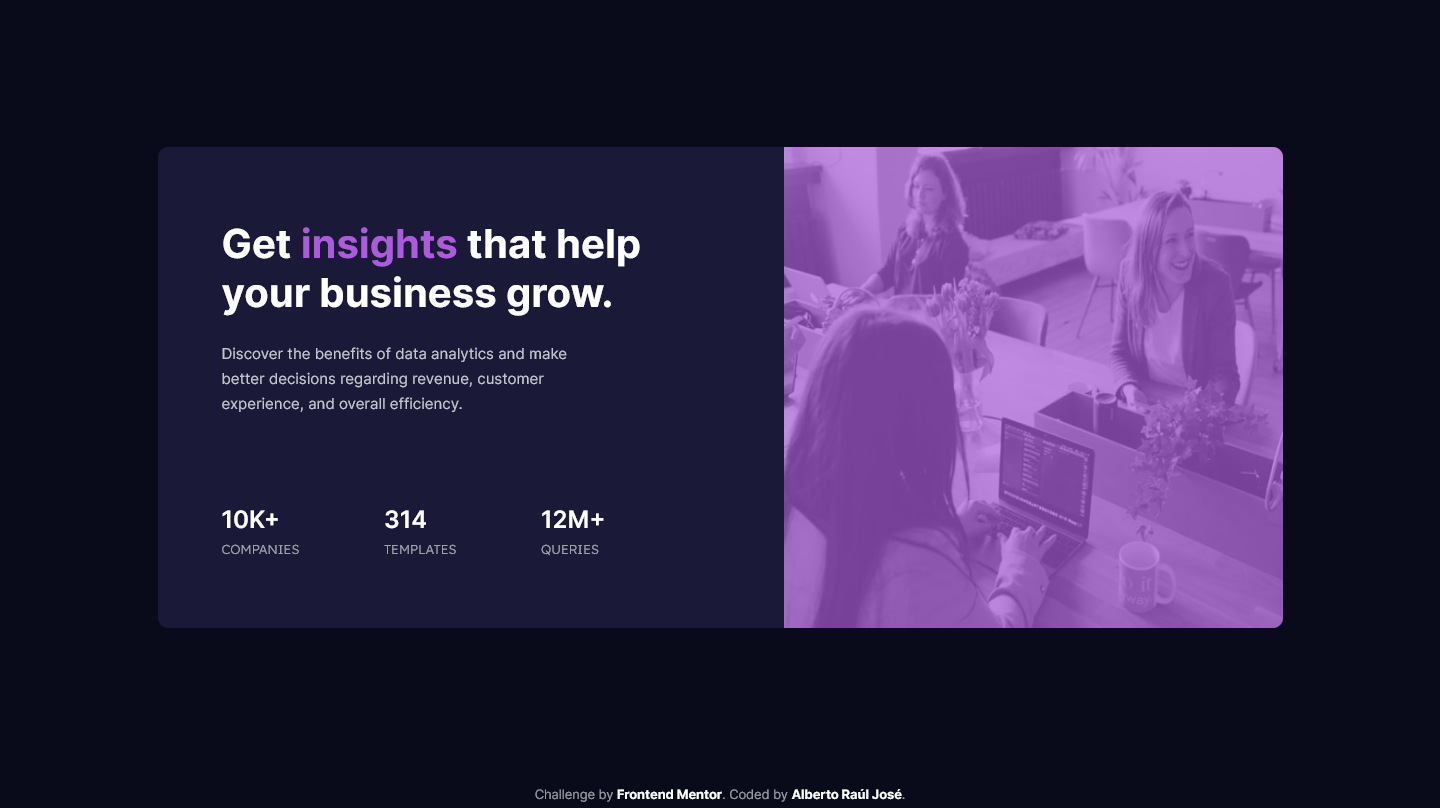 Get insights that help
your business grow.
Discover the benefits of data analytics and make
better decisions regarding revenue, customer
experience, and overall efficiency.
10K+
COMPANIES
314
TEMPLATES
12M+
QUERIES
Challenge by Frontend Mentor. Coded by Alberto Raúl José.